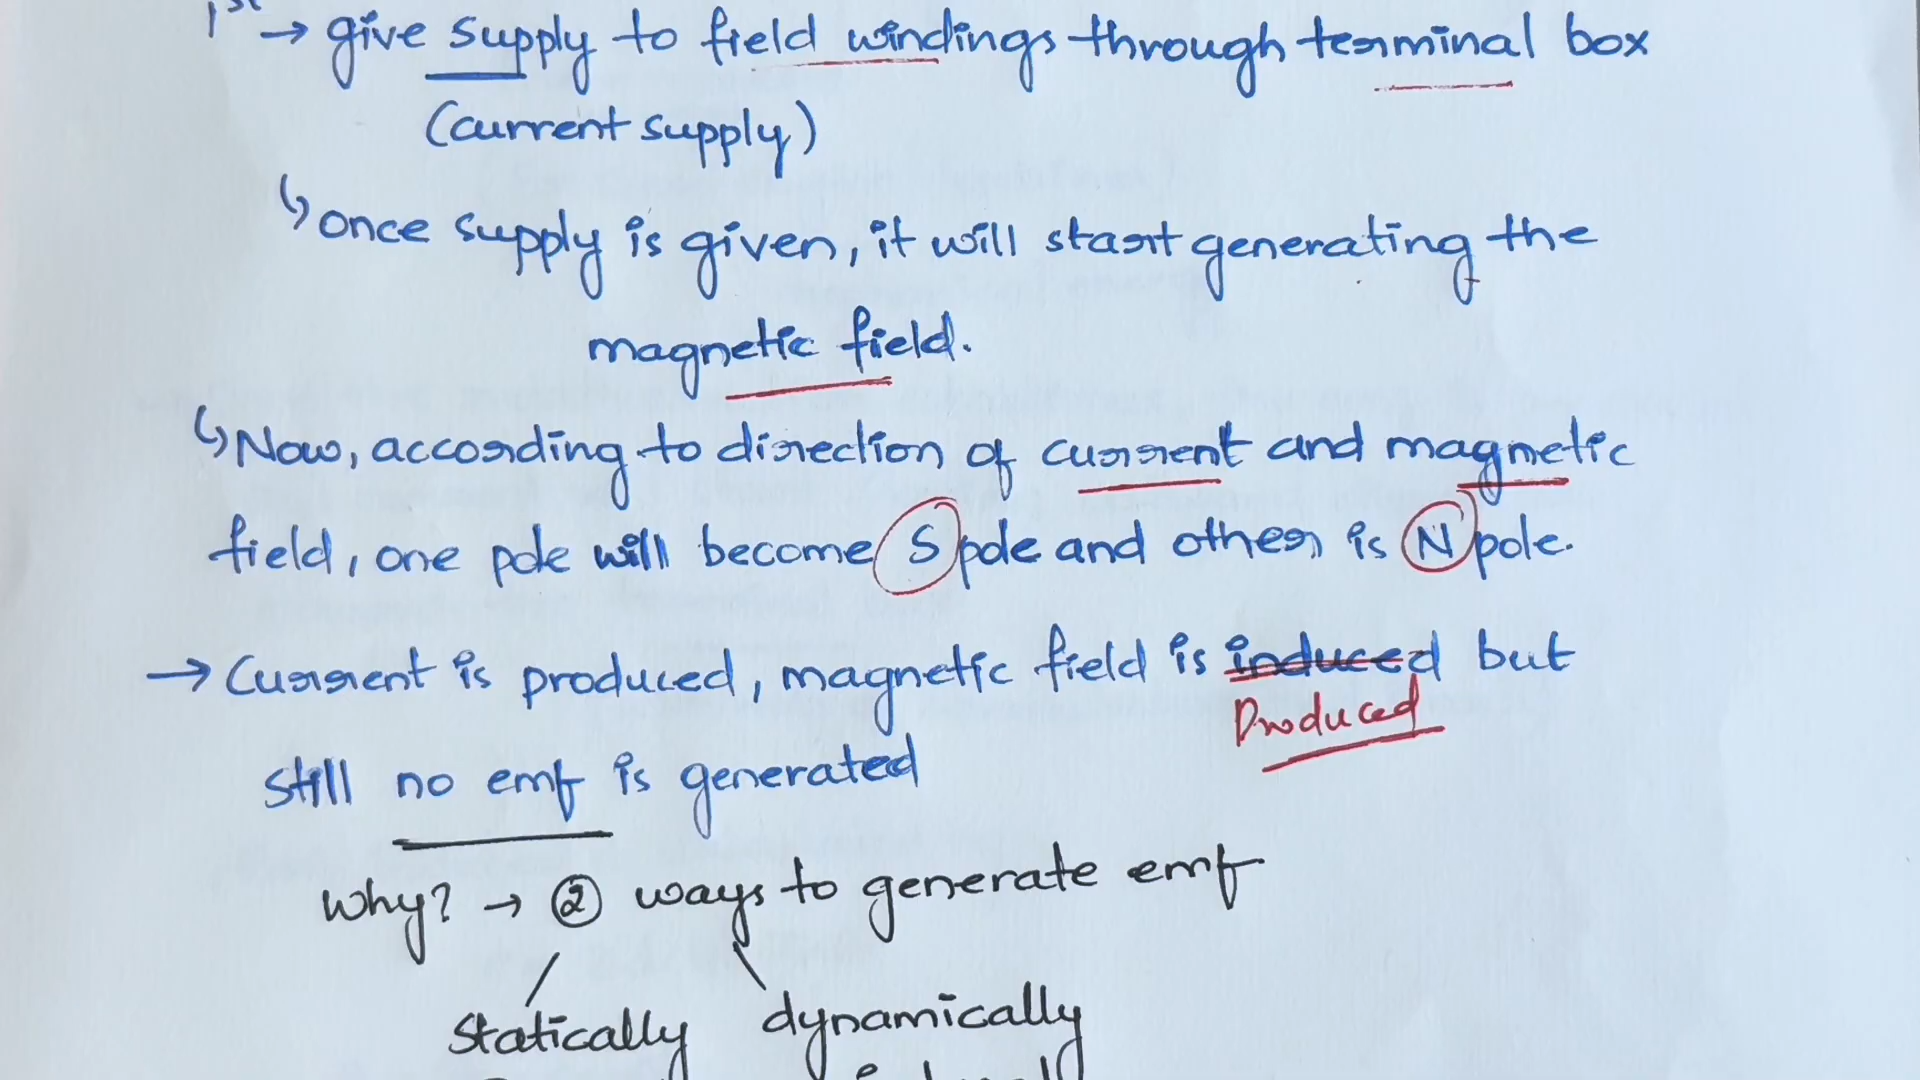 1st → give supply to field windings through terminal box
(current supply)
↳ once supply is given, it will start generating the
magnetic field.
↳ Now, according to direction of current and magnetic
field, one pole will become S pole and other is N pole.
→ Current is produced, magnetic field is induced but
Produced
still no emf is generated
Why? → ② ways to generate emf
statically dynamically